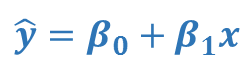 ŷ = β₀ + β₁x